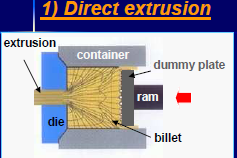 1) Direct extrusion
extrusion
container
dummy plate
ram
die
billet